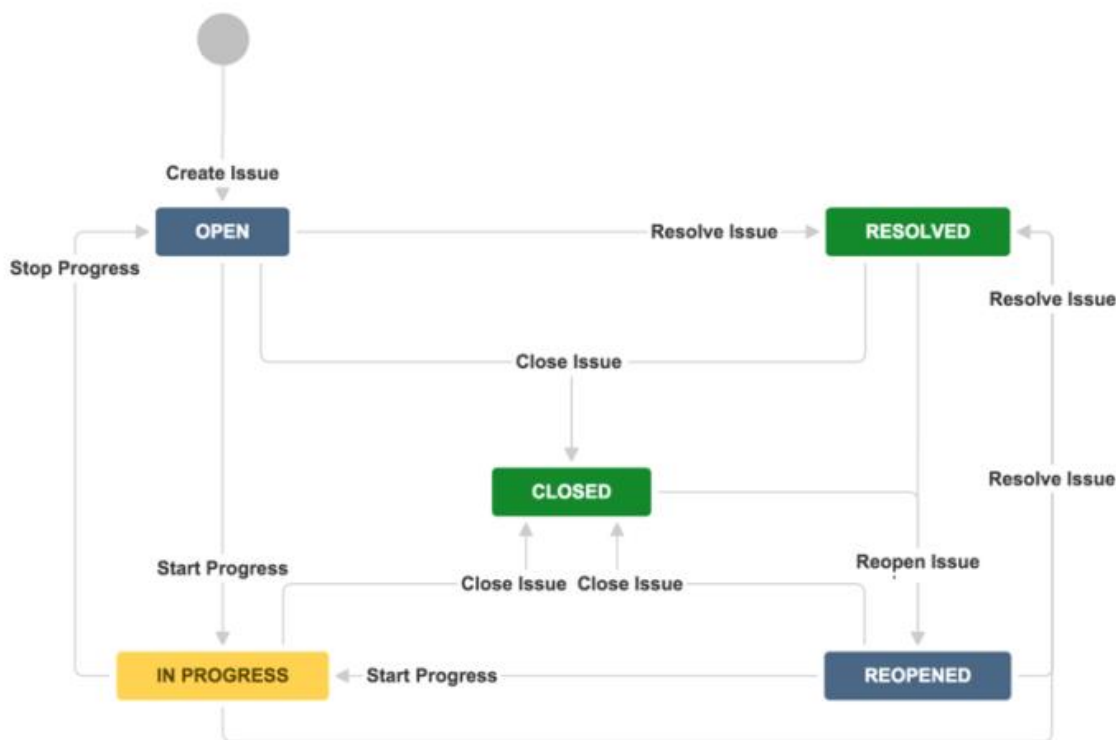 Create Issue
OPEN
Resolve Issue
RESOLVED
Stop Progress
Resolve Issue
Close Issue
Resolve Issue
CLOSED
Start Progress
Close Issue
Close Issue
Reopen Issue
IN PROGRESS
Start Progress
REOPENED